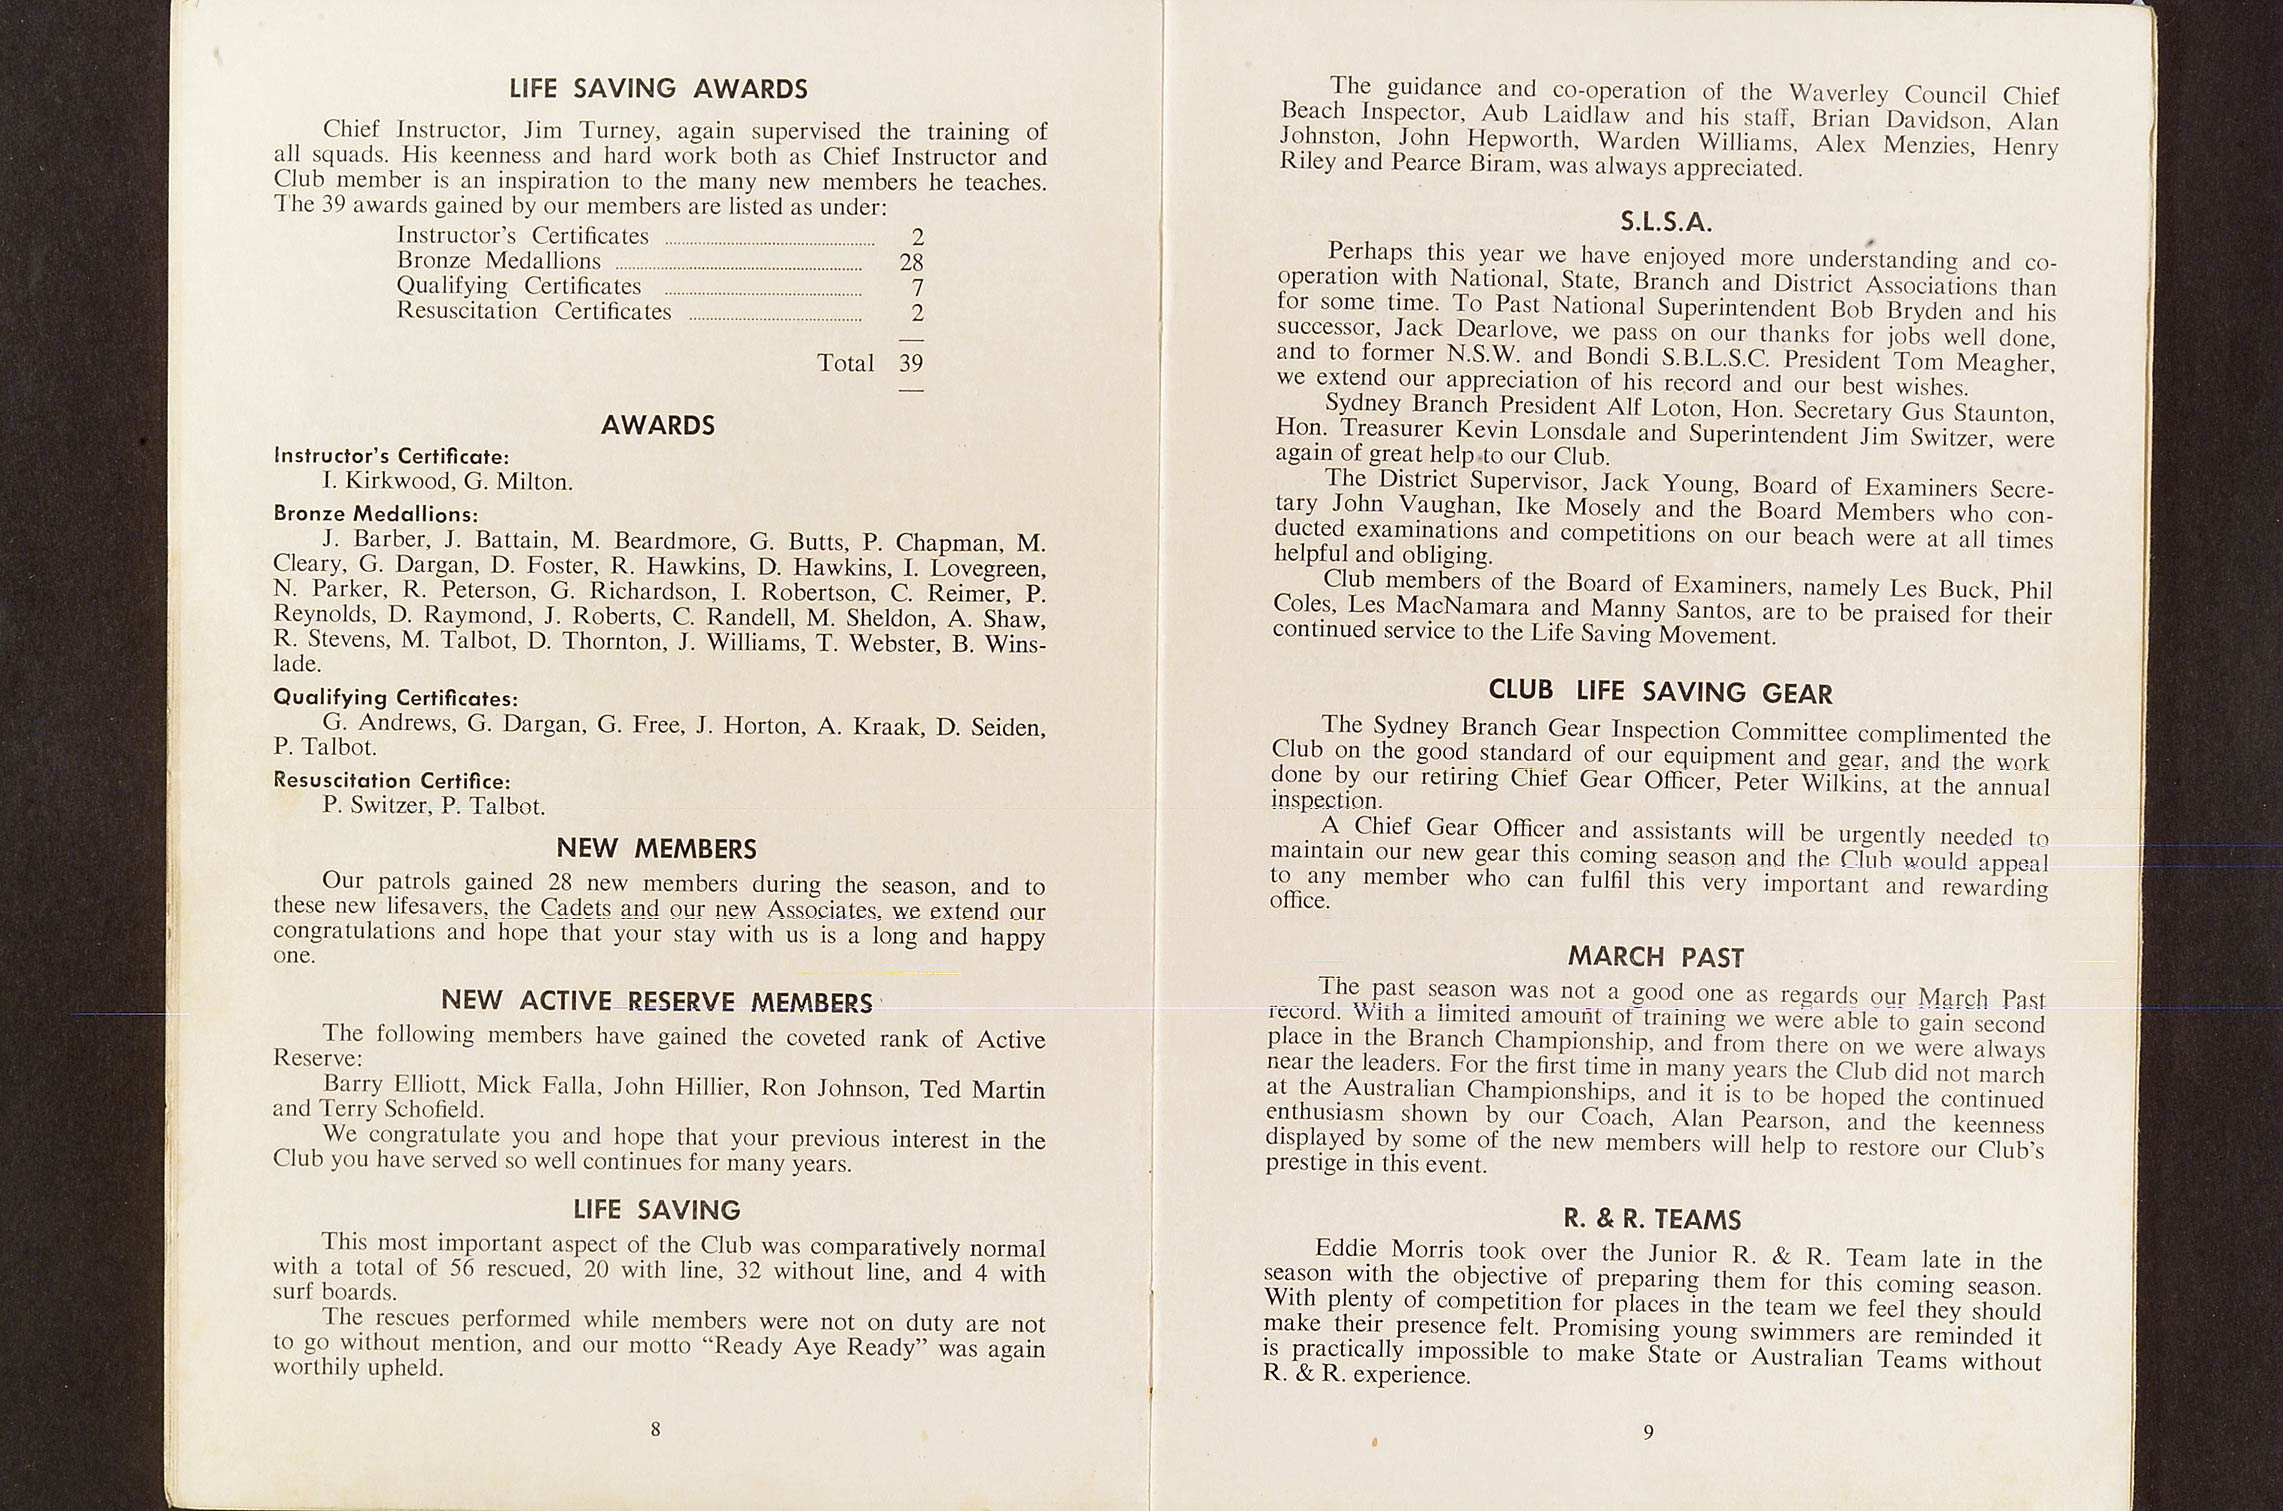 LIFE SAVING AWARDS
Chief Instructor, Jim Turney, again supervised the training of
all squads. His keenness and hard work both as Chief Instructor and
Club member is an inspiration to the many new members he teaches.
The 39 awards gained by our members are listed as under:
Instructor's Certificates 2
Bronze Medallions 28
Qualifying Certificates 7
Resuscitation Certificates 2
Total 39
AWARDS
Instructor's Certificate:
I. Kirkwood, G. Milton.
Bronze Medallions:
J. Barber, J. Battain, M. Beardmore, G. Butts, P. Chapman, M.
Cleary, G. Dargan, D. Foster, R. Hawkins, D. Hawkins, I. Lovegreen,
N. Parker, R. Peterson, G. Richardson, I. Robertson, C. Reimer, P.
Reynolds, D. Raymond, J. Roberts, C. Randell, M. Sheldon, A. Shaw,
R. Stevens, M. Talbot, D. Thornton, J. Williams, T. Webster, B. Wins-
lade.
Qualifying Certificates:
G. Andrews, G. Dargan, G. Free, J. Horton, A. Kraak, D. Seiden,
P. Talbot.
Resuscitation Certifice:
P. Switzer, P. Talbot.
NEW MEMBERS
Our patrols gained 28 new members during the season, and to
these new lifesavers, the Cadets and our new Associates, we extend our
congratulations and hope that your stay with us is a long and happy
one.
NEW ACTIVE RESERVE MEMBERS
The following members have gained the coveted rank of Active
Reserve:
Barry Elliott, Mick Falla, John Hillier, Ron Johnson, Ted Martin
and Terry Schofield.
We congratulate you and hope that your previous interest in the
Club you have served so well continues for many years.
LIFE SAVING
This most important aspect of the Club was comparatively normal
with a total of 56 rescued, 20 with line, 32 without line, and 4 with
surf boards.
The rescues performed while members were not on duty are not
to go without mention, and our motto "Ready Aye Ready" was again
worthily upheld.
8
The guidance and co-operation of the Waverley Council Chief
Beach Inspector, Aub Laidlaw and his staff, Brian Davidson, Alan
Johnston, John Hepworth, Warden Williams, Alex Menzies, Henry
Riley and Pearce Biram, was always appreciated.
S.L.S.A.
Perhaps this year we have enjoyed more understanding and co-
operation with National, State, Branch and District Associations than
for some time. To Past National Superintendent Bob Bryden and his
successor, Jack Dearlove, we pass on our thanks for jobs well done,
and to former N.S.W. and Bondi S.B.L.S.C. President Tom Meagher,
we extend our appreciation of his record and our best wishes.
Sydney Branch President Alf Loton, Hon. Secretary Gus Staunton,
Hon. Treasurer Kevin Lonsdale and Superintendent Jim Switzer, were
again of great help to our Club.
The District Supervisor, Jack Young, Board of Examiners Secre-
tary John Vaughan, Ike Mosely and the Board Members who con-
ducted examinations and competitions on our beach were at all times
helpful and obliging.
Club members of the Board of Examiners, namely Les Buck, Phil
Coles, Les MacNamara and Manny Santos, are to be praised for their
continued service to the Life Saving Movement.
CLUB LIFE SAVING GEAR
The Sydney Branch Gear Inspection Committee complimented the
Club on the good standard of our equipment and gear, and the work
done by our retiring Chief Gear Officer, Peter Wilkins, at the annual
inspection.
A Chief Gear Officer and assistants will be urgently needed to
maintain our new gear this coming season and the Club would appeal
to any member who can fulfil this very important and rewarding
office.
MARCH PAST
The past season was not a good one as regards our March Past
record. With a limited amount of training we were able to gain second
place in the Branch Championship, and from there on we were always
near the leaders. For the first time in many years the Club did not march
at the Australian Championships, and it is to be hoped the continued
enthusiasm shown by our Coach, Alan Pearson, and the keenness
displayed by some of the new members will help to restore our Club's
prestige in this event.
R. & R. TEAMS
Eddie Morris took over the Junior R. & R. Team late in the
season with the objective of preparing them for this coming season.
With plenty of competition for places in the team we feel they should
make their presence felt. Promising young swimmers are reminded it
is practically impossible to make State or Australian Teams without
R. & R. experience.
9